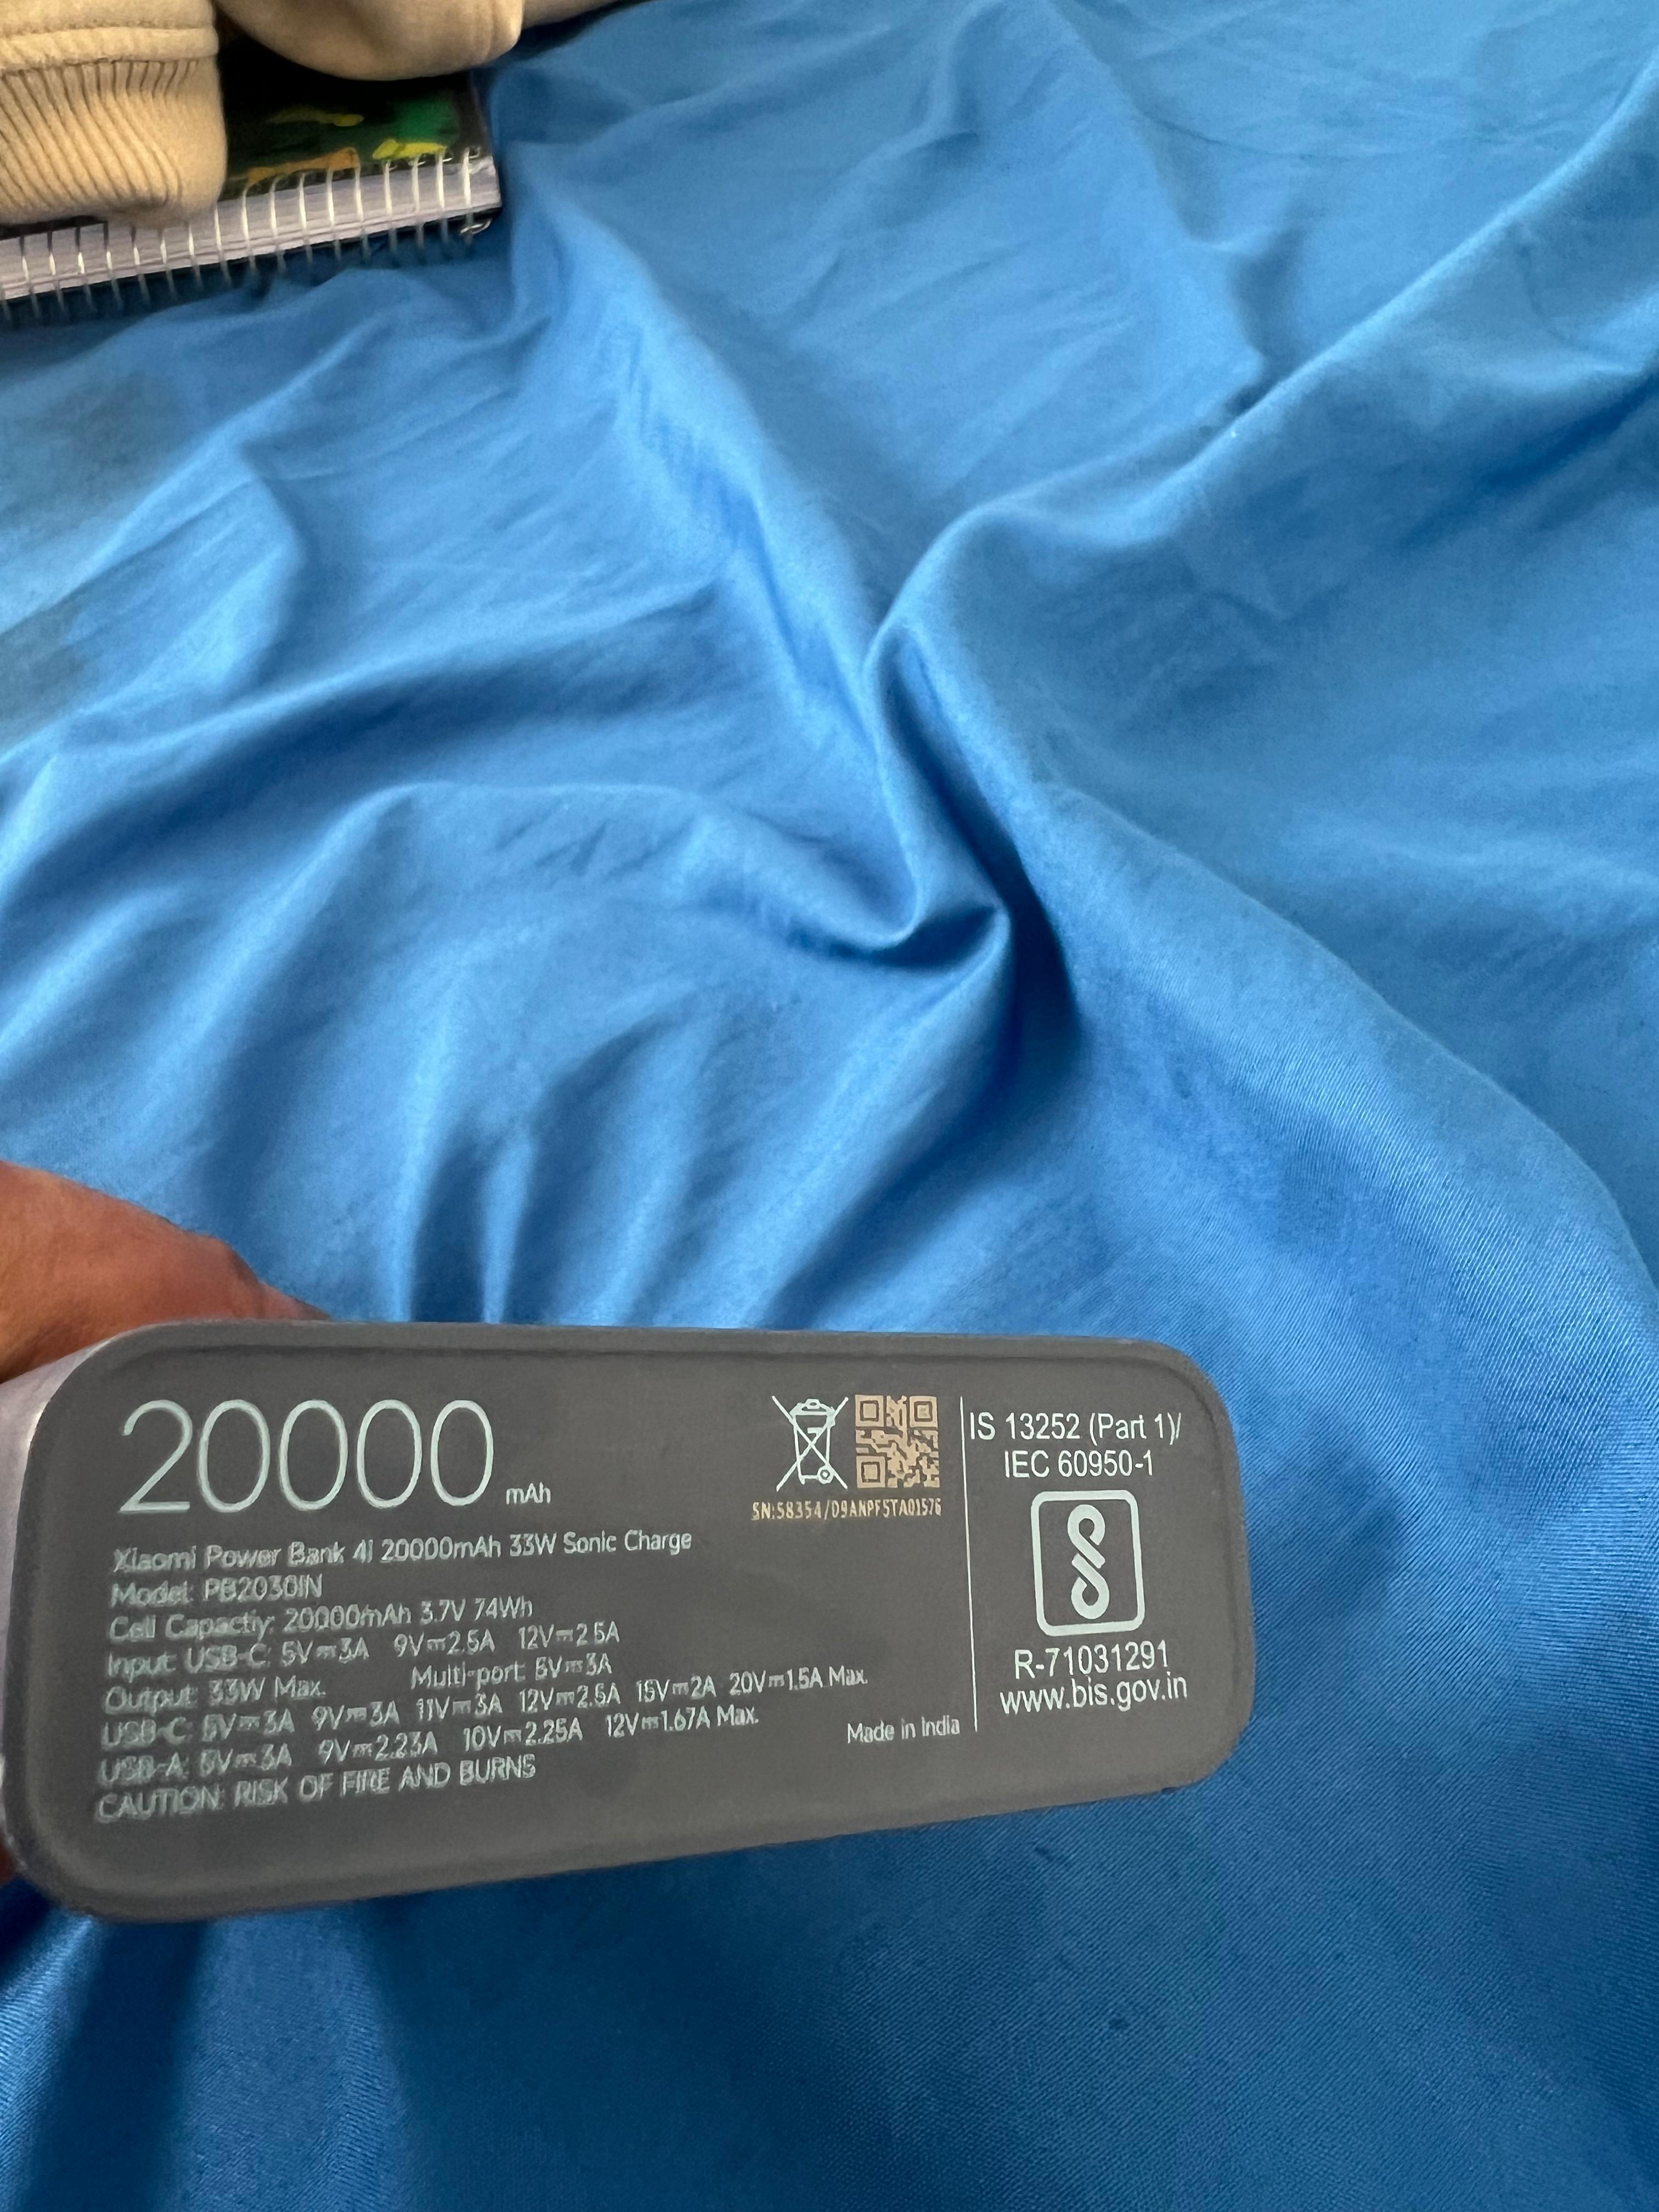 20000 mAh
Xiaomi Power Bank 4i 20000mAh 33W Sonic Charge
Model: PB2030IN
Cell Capactiy: 20000mAh 3.7V 74Wh
Input: USB-C: 5V⎓3A 9V⎓2.5A 12V⎓2.5A
Output: 33W Max. Multi-port: 5V⎓3A
USB-C: 5V⎓3A 9V⎓3A 11V⎓3A 12V⎓2.5A 15V⎓2A 20V⎓1.5A Max.
USB-A: 5V⎓3A 9V⎓2.23A 10V⎓2.25A 12V⎓1.67A Max.
CAUTION: RISK OF FIRE AND BURNS
SN:58354/D9ANPF5TA01576
Made in India
IS 13252 (Part 1)/
IEC 60950-1
R-71031291
www.bis.gov.in